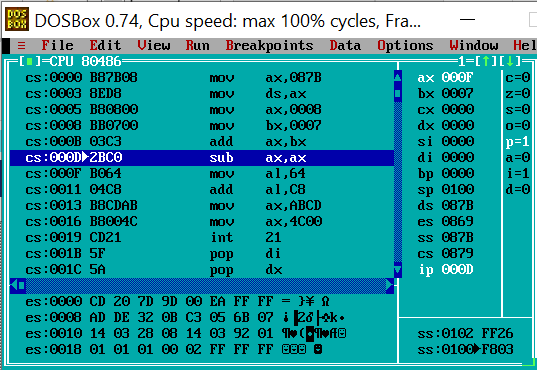 DOSBox 0.74, Cpu speed: max 100% cycles, Fra
≡ File Edit View Run Breakpoints Data Options Window Hel
[■]=CPU 80486 1=[↑][↓]
cs:0000 B87B08 mov ax,087B ax 000F c=0
cs:0003 8ED8 mov ds,ax bx 0007 z=0
cs:0005 B80800 mov ax,0008 cx 0000 s=0
cs:0008 BB0700 mov bx,0007 dx 0000 o=0
cs:000B 03C3 add ax,bx si 0000 p=1
cs:000D►2BC0 sub ax,ax di 0000 a=0
cs:000F B064 mov al,64 bp 0000 i=1
cs:0011 04C8 add al,C8 sp 0100 d=0
cs:0013 B8CDAB mov ax,ABCD ds 087B
cs:0016 B8004C mov ax,4C00 es 0869
cs:0019 CD21 int 21 ss 087B
cs:001B 5F pop di cs 0879
cs:001C 5A pop dx ip 000D
es:0000 CD 20 7D 9D 00 EA FF FF = }¥ Ω
es:0008 AD DE 32 0B C3 05 6B 07
es:0010 14 03 28 08 14 03 92 01 ss:0102 FF26
es:0018 01 01 01 00 02 FF FF FF ss:0100►F803